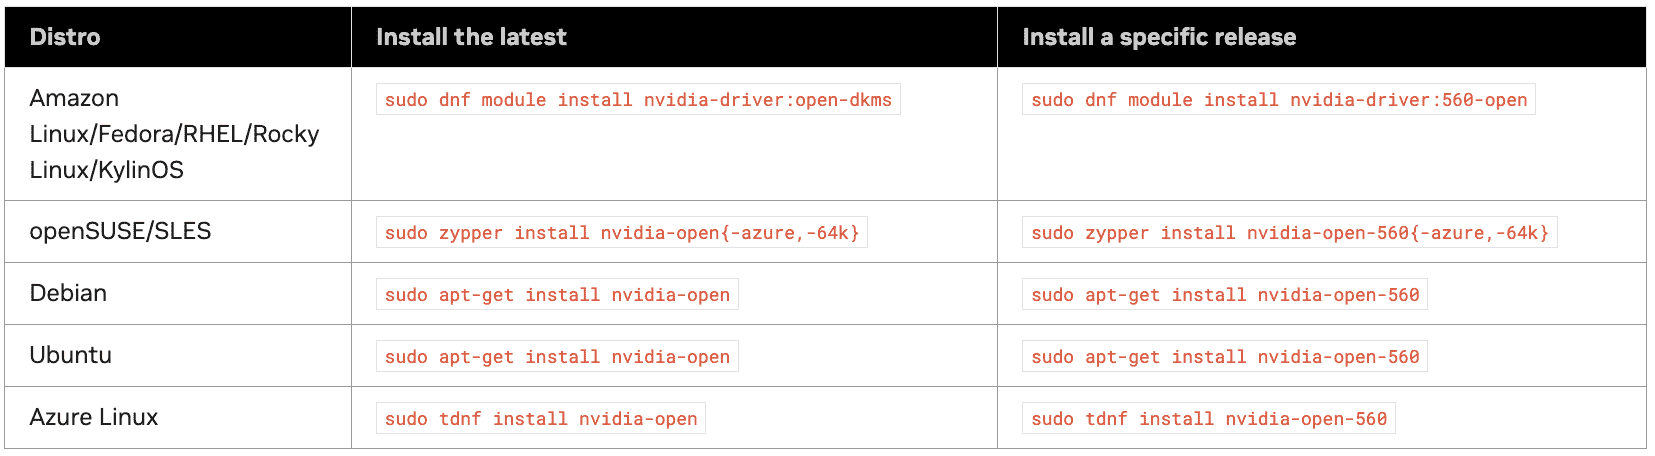 Distro Install the latest Install a specific release
Amazon sudo dnf module install nvidia-driver:open-dkms sudo dnf module install nvidia-driver:560-open
Linux/Fedora/RHEL/Rocky
Linux/KylinOS
openSUSE/SLES sudo zypper install nvidia-open{-azure,-64k} sudo zypper install nvidia-open-560{-azure,-64k}
Debian sudo apt-get install nvidia-open sudo apt-get install nvidia-open-560
Ubuntu sudo apt-get install nvidia-open sudo apt-get install nvidia-open-560
Azure Linux sudo tdnf install nvidia-open sudo tdnf install nvidia-open-560